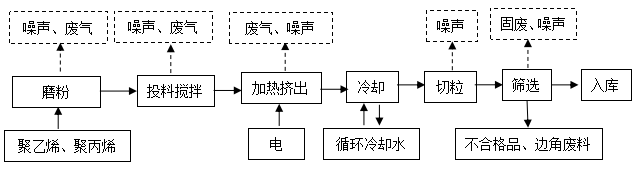 噪声、废气
噪声、废气
废气、噪声
噪声
固废、噪声
磨粉
投料搅拌
加热挤出
冷却
切粒
筛选
入库
聚乙烯、聚丙烯
电
循环冷却水
不合格品、边角废料